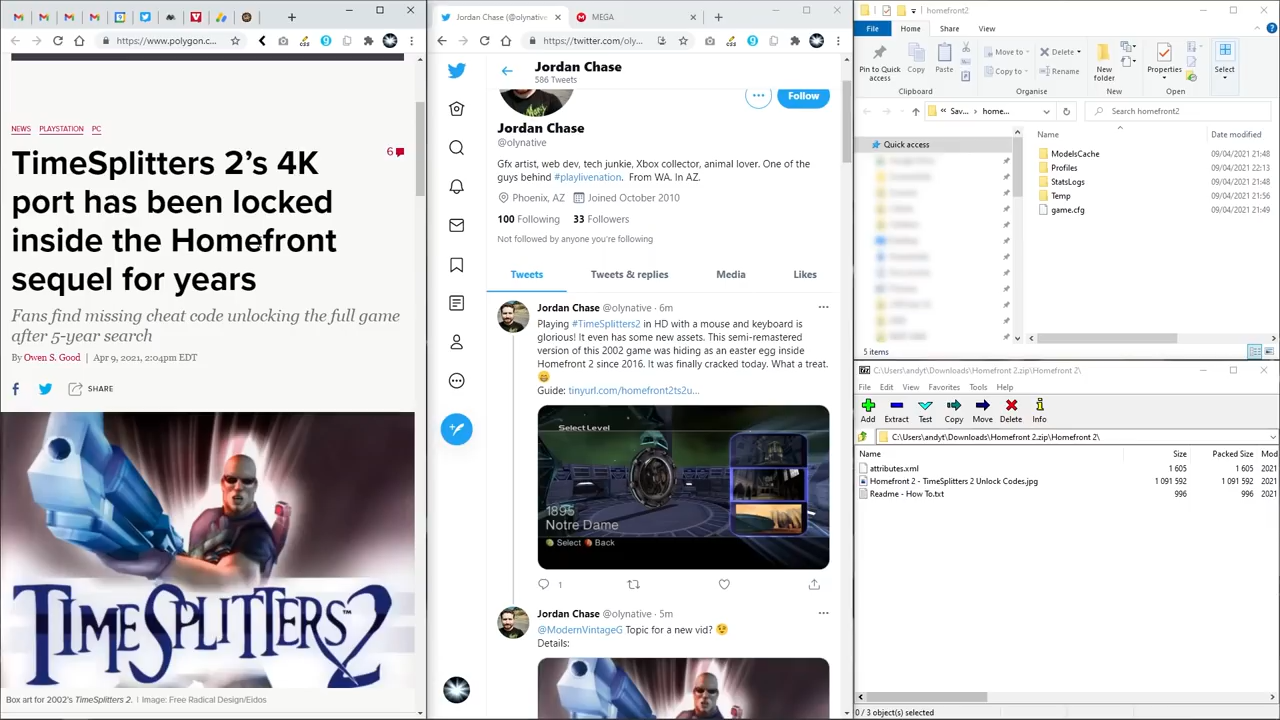 https://www.polygon.c...
NEWS PLAYSTATION PC
6
TimeSplitters 2’s 4K
port has been locked
inside the Homefront
sequel for years
Fans find missing cheat code unlocking the full game
after 5-year search
By Owen S. Good | Apr 9, 2021, 2:04pm EDT
SHARE
TIMESPLITTERS 2
Box art for 2002's TimeSplitters 2. | Image: Free Radical Design/Eidos
Jordan Chase (@olynative)
MEGA
https://twitter.com/oly...
Jordan Chase
586 Tweets
Follow
Jordan Chase
@olynative
Gfx artist, web dev, tech junkie, Xbox collector, animal lover. One of the
guys behind #playlivenation. From WA. In AZ.
Phoenix, AZ Joined October 2010
100 Following 33 Followers
Not followed by anyone you're following
Tweets Tweets & replies Media Likes
Jordan Chase @olynative · 6m
Playing #TimeSplitters2 in HD with a mouse and keyboard is
glorious! It even has some new assets. This semi-remastered
version of this 2002 game was hiding as an easter egg inside
Homefront 2 since 2016. It was finally cracked today. What a treat.
Guide: tinyurl.com/homefront2ts2u...
Select Level
1895
Notre Dame
Select Back
1
Jordan Chase @olynative · 5m
@ModernVintageG Topic for a new vid?
Details:
homefront2
File Home Share View
Pin to Quick
access
Copy
Paste
Move to
Copy to
Delete
Rename
New
folder
Properties
Select
Clipboard Organise New Open
Sav... home...
Search homefront2
Quick access
Name Date modified
ModelsCache 09/04/2021 21:48
Profiles 09/04/2021 22:13
StatsLogs 09/04/2021 21:48
Temp 09/04/2021 21:56
game.cfg 09/04/2021 21:49
5 items
C:\Users\andyt\Downloads\Homefront 2.zip\Homefront 2\
File Edit View Favorites Tools Help
Add Extract Test Copy Move Delete Info
C:\Users\andyt\Downloads\Homefront 2.zip\Homefront 2\
Name Size Packed Size Mod
attributes.xml 1 605 1 605 2021
Homefront 2 - TimeSplitters 2 Unlock Codes.jpg 1 091 592 1 091 592 2021
Readme - How To.txt 996 996 2021
0 / 3 object(s) selected